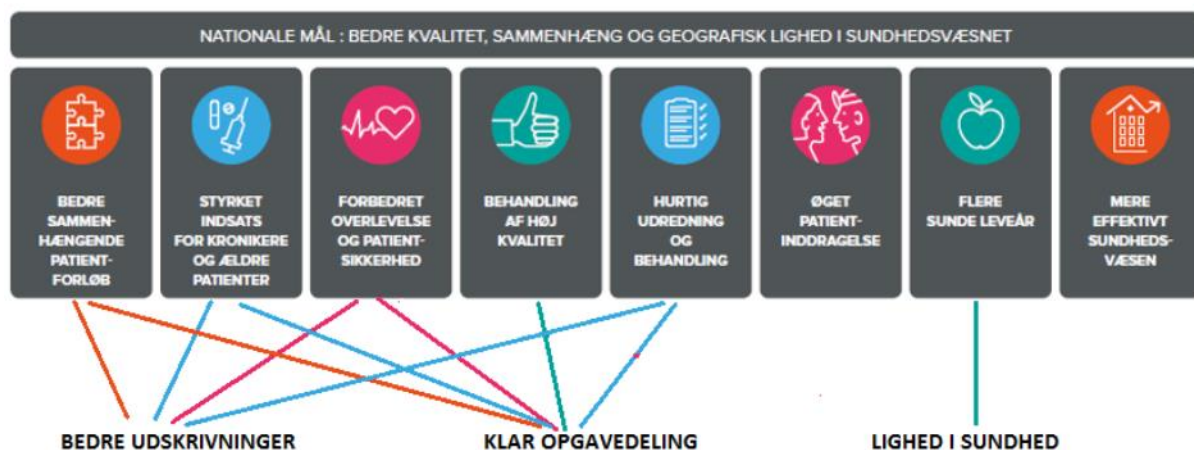 NATIONALE MÅL : BEDRE KVALITET, SAMMENHÆNG OG GEOGRAFISK LIGHED I SUNDHEDSVÆSNET
BEDRE
SAMMEN-
HÆNGENDE
PATIENT-
FORLØB
STYRKET
INDSATS
FOR KRONIKERE
OG ÆLDRE
PATIENTER
FORBEDRET
OVERLEVELSE
OG PATIENT-
SIKKERHED
BEHANDLING
AF HØJ
KVALITET
HURTIG
UDREDNING
OG
BEHANDLING
ØGET
PATIENT-
INDDRAGELSE
FLERE
SUNDE LEVEÅR
MERE
EFFEKTIVT
SUNDHEDS-
VÆSEN
BEDRE UDSKRIVNINGER
KLAR OPGAVEDELING
LIGHED I SUNDHED